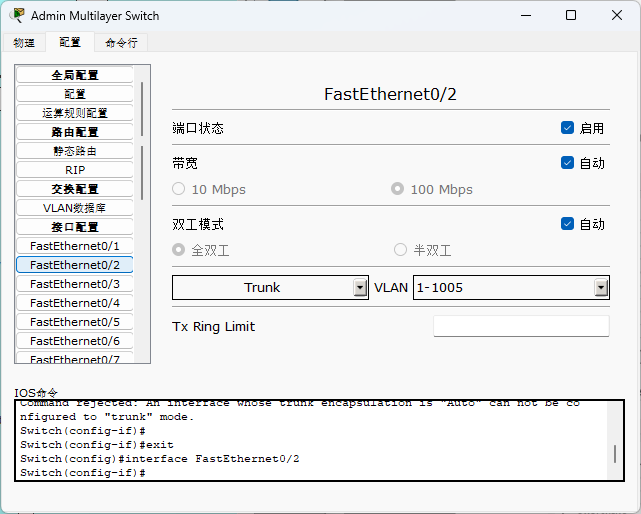 Admin Multilayer Switch
物理
配置
命令行
全局配置
配置
运算规则配置
路由配置
静态路由
RIP
交换配置
VLAN数据库
接口配置
FastEthernet0/1
FastEthernet0/2
FastEthernet0/3
FastEthernet0/4
FastEthernet0/5
FastEthernet0/6
FastEthernet0/7
FastEthernet0/2
端口状态
启用
带宽
自动
10 Mbps
100 Mbps
双工模式
自动
全双工
半双工
Trunk
VLAN
1-1005
Tx Ring Limit
IOS命令
Command rejected: An interface whose trunk encapsulation is "Auto" can not be co
nfigured to "trunk" mode.
Switch(config-if)#
Switch(config-if)#exit
Switch(config)#interface FastEthernet0/2
Switch(config-if)#